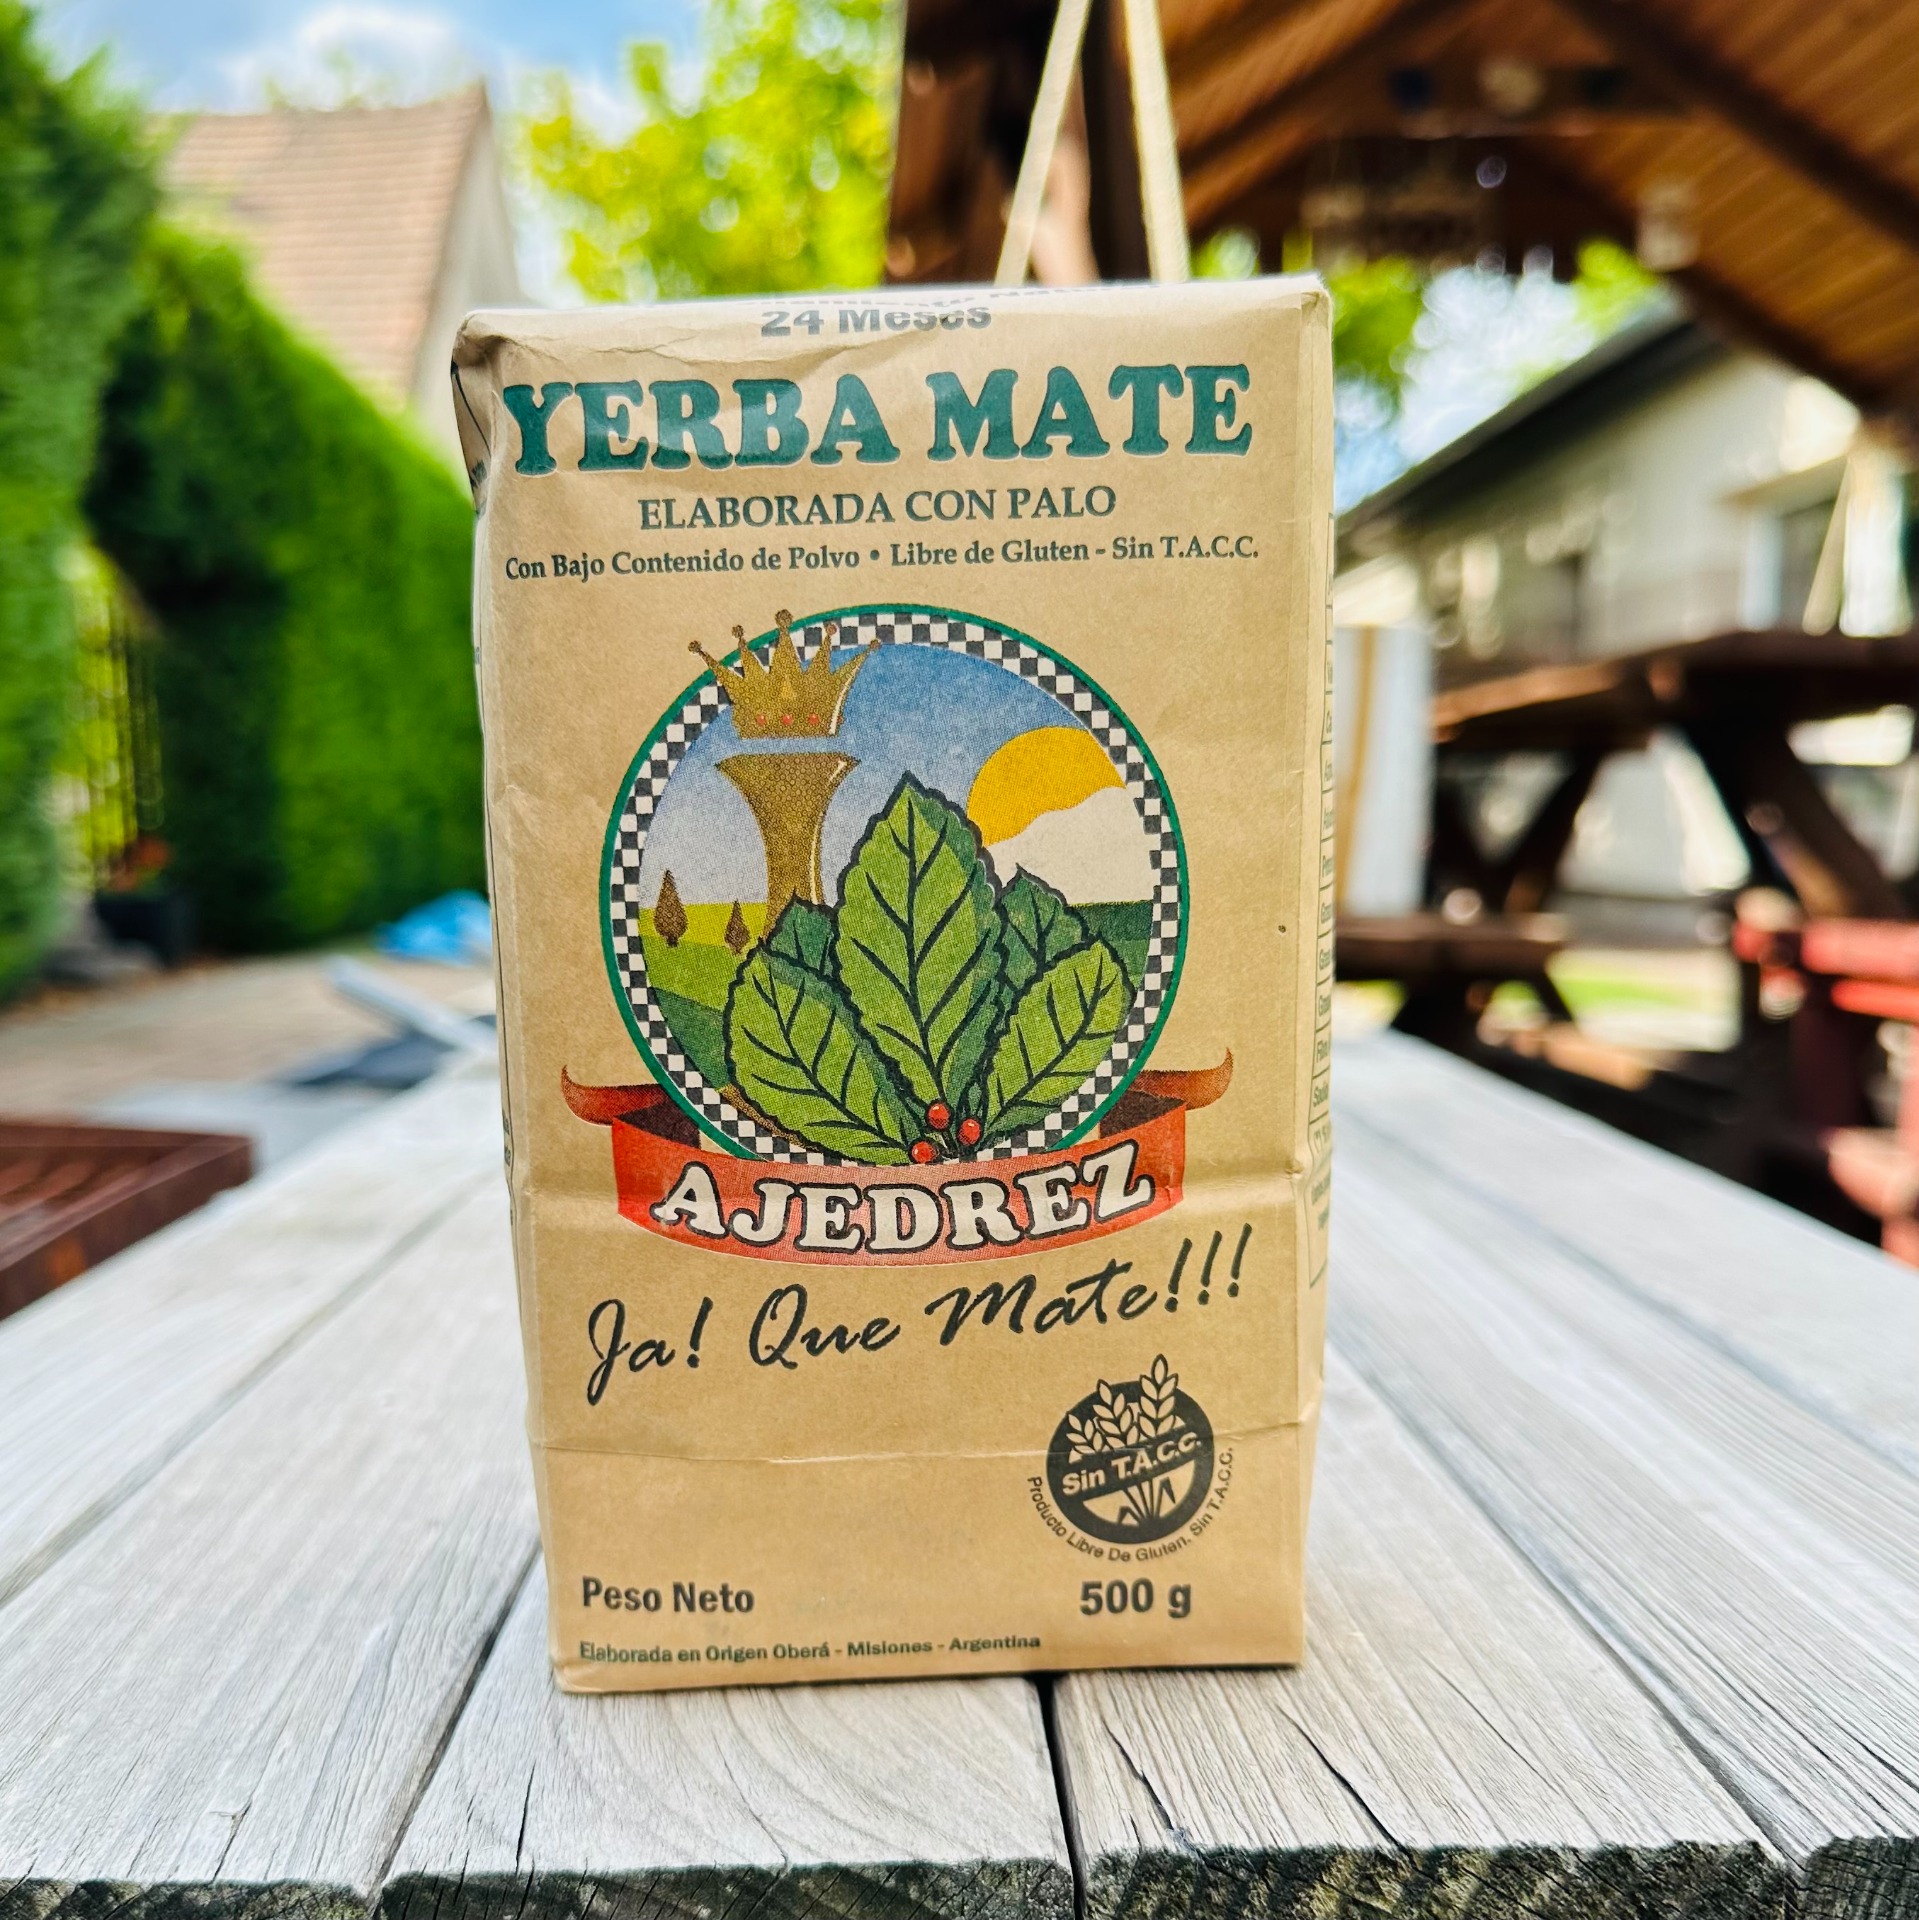 24 Meses
YERBA MATE
ELABORADA CON PALO
Con Bajo Contenido de Polvo • Libre de Gluten - Sin T.A.C.C.
AJEDREZ
Ja! Que Mate!!!
Sin T.A.C.C.
Producto Libre De Gluten. Sin T.A.C.C.
Peso Neto 500 g
Elaborada en Origen Oberá - Misiones - Argentina